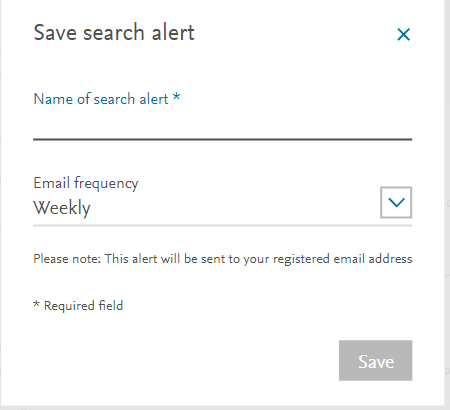 Save search alert
Name of search alert *
Email frequency
Weekly
Please note: This alert will be sent to your registered email address
* Required field
Save